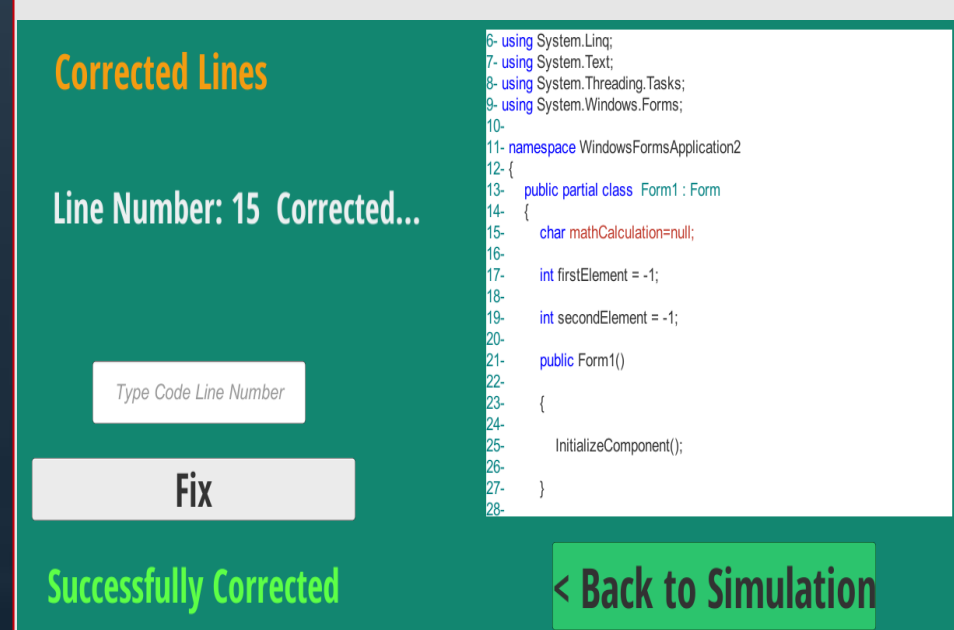 Corrected Lines
Line Number: 15 Corrected...
Type Code Line Number
Fix
Successfully Corrected
6- using System.Linq;
7- using System.Text;
8- using System.Threading.Tasks;
9- using System.Windows.Forms;
10-
11- namespace WindowsFormsApplication2
12- {
13- public partial class Form1 : Form
14- {
15- char mathCalculation=null;
16-
17- int firstElement = -1;
18-
19- int secondElement = -1;
20-
21- public Form1()
22-
23- {
24-
25- InitializeComponent();
26-
27- }
28-
< Back to Simulation